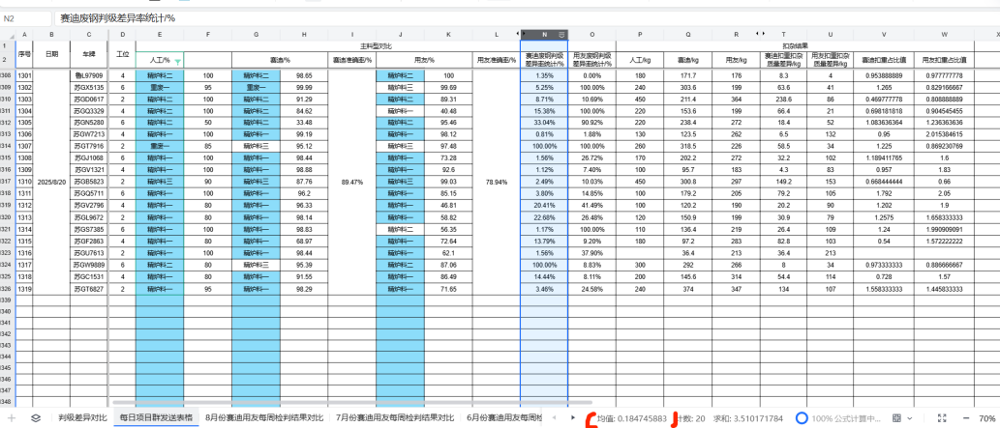 N2 赛迪废钢判级差异率统计/%
A B C D E F G H I J K L N O P Q R T U V W
1 序号 日期 车牌 工位 主料型对比 赛迪废钢判级差异率统计/% 用友废钢判级差异率统计/% 扣杂结果
2 人工/% 赛迪/% 赛迪准确率/% 用友/% 用友准确率/% 人工/kg 赛迪/kg 用友/kg 赛迪扣重扣杂质量差异/kg 用友扣重扣杂质量差异/kg 赛迪扣重占比值 用友扣重占比值
1301 鲁L97909 4 精炉料二 100 精炉料二 98.65 精炉料二 100 1.35% 0.00% 180 171.7 176 8.3 4 0.953888889 0.977777778
1302 苏GX5135 6 重废一 95 重废一 99.99 精炉料三 99.69 5.25% 100.00% 240 303.6 199 63.6 41 1.265 0.829166667
1303 苏GD0617 2 精炉料二 100 精炉料二 91.29 精炉料二 89.31 8.71% 10.69% 450 211.4 364 238.6 86 0.469777778 0.808888889
1304 苏GQ3329 4 精炉料二 100 精炉料二 84.62 精炉料一 40.48 15.38% 100.00% 220 153.6 199 66.4 21 0.698181818 0.904545455
1305 苏GN5280 6 精炉料二 50 精炉料二 33.48 精炉料二 95.46 33.04% 90.92% 220 238.4 272 18.4 52 1.083636364 1.236363636
1306 苏GW7213 4 精炉料一 100 精炉料一 99.19 精炉料一 98.12 0.81% 1.88% 130 123.5 262 6.5 132 0.95 2.015384615
1307 苏GT7916 2 重废一 85 精炉料三 95.12 精炉料三 97.48 100.00% 100.00% 260 318.5 226 58.5 34 1.225 0.869230769
1308 苏GJ1068 6 精炉料一 100 精炉料一 98.44 精炉料一 73.28 1.56% 26.72% 170 202.2 272 32.2 102 1.189411765 1.6
1309 苏GV1321 4 精炉料一 100 精炉料一 98.88 精炉料一 92.6 1.12% 7.40% 100 95.7 183 4.3 83 0.957 1.83
1310 2025/8/20 苏GB5823 2 精炉料三 90 精炉料三 87.76 89.47% 精炉料三 99.03 78.94% 2.49% 10.03% 450 300.8 297 149.2 153 0.668444444 0.66
1311 苏GQ5711 6 精炉料一 100 精炉料一 96.2 精炉料一 85.15 3.80% 14.85% 100 179.2 205 79.2 105 1.792 2.05
1312 苏GV2796 4 精炉料一 80 精炉料一 96.33 精炉料一 46.81 20.41% 41.49% 100 120.2 190 20.2 90 1.202 1.9
1313 苏GL9672 2 精炉料一 80 精炉料一 98.14 精炉料一 58.82 22.68% 26.48% 120 150.9 199 30.9 79 1.2575 1.658333333
1314 苏GS7385 6 精炉料一 100 精炉料一 98.83 精炉料二 56.35 1.17% 100.00% 110 136.4 219 26.4 109 1.24 1.990909091
1315 苏GF2863 4 精炉料一 80 精炉料一 68.97 精炉料一 72.64 13.79% 9.20% 180 97.2 283 82.8 103 0.54 1.572222222
1316 苏GU7613 2 精炉料一 100 精炉料一 98.44 精炉料一 62.1 1.56% 37.90% 36.4 213 36.4 213
1317 苏GW9889 6 精炉料二 80 精炉料三 95.39 精炉料二 87.06 100.00% 8.83% 300 292 266 8 34 0.973333333 0.886666667
1318 苏GC1531 4 精炉料一 80 精炉料一 91.55 精炉料一 86.49 14.44% 8.11% 200 145.6 314 54.4 114 0.728 1.57
1319 苏GT6827 2 精炉料一 95 精炉料一 98.29 精炉料一 71.65 3.46% 24.58% 240 374 347 134 107 1.558333333 1.445833333
判级差异对比 每日项目群发送表格 8月份赛迪用友每周检判结果对比 7月份赛迪用友每周检判结果对比 6月份赛迪用友每周检 均值: 0.184745883 计数: 20 求和: 3.510171784 100% 公式计算中... 70%